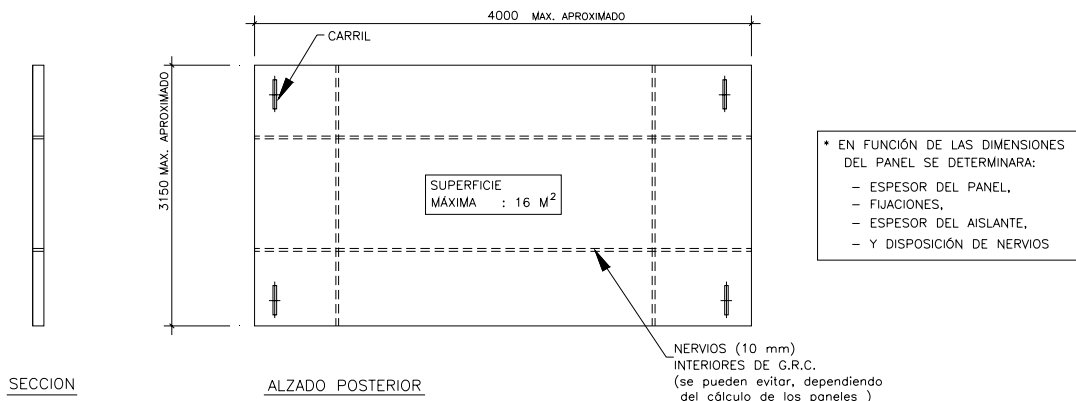 4000 MAX. APROXIMADO
CARRIL
3150 MAX. APROXIMADO
SUPERFICIE
MÁXIMA : 16 M²
* EN FUNCIÓN DE LAS DIMENSIONES
DEL PANEL SE DETERMINARA:
– ESPESOR DEL PANEL,
– FIJACIONES,
– ESPESOR DEL AISLANTE,
– Y DISPOSICIÓN DE NERVIOS
NERVIOS (10 mm)
INTERIORES DE G.R.C.
(se pueden evitar, dependiendo
del cálculo de los paneles )
SECCION
ALZADO POSTERIOR